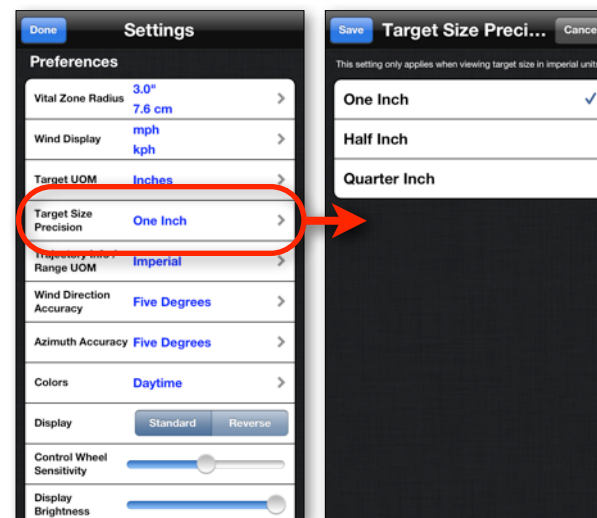 Done
Settings
Preferences
Vital Zone Radius
3.0"
7.6 cm
Wind Display
mph
kph
Target UOM
Inches
Target Size
Precision
One Inch
Trajectory Info /
Range UOM
Imperial
Wind Direction
Accuracy
Five Degrees
Azimuth Accuracy
Five Degrees
Colors
Daytime
Display
Standard
Reverse
Control Wheel
Sensitivity
Display
Brightness
Save
Target Size Preci...
Cance
This setting only applies when viewing target size in imperial units
One Inch
Half Inch
Quarter Inch